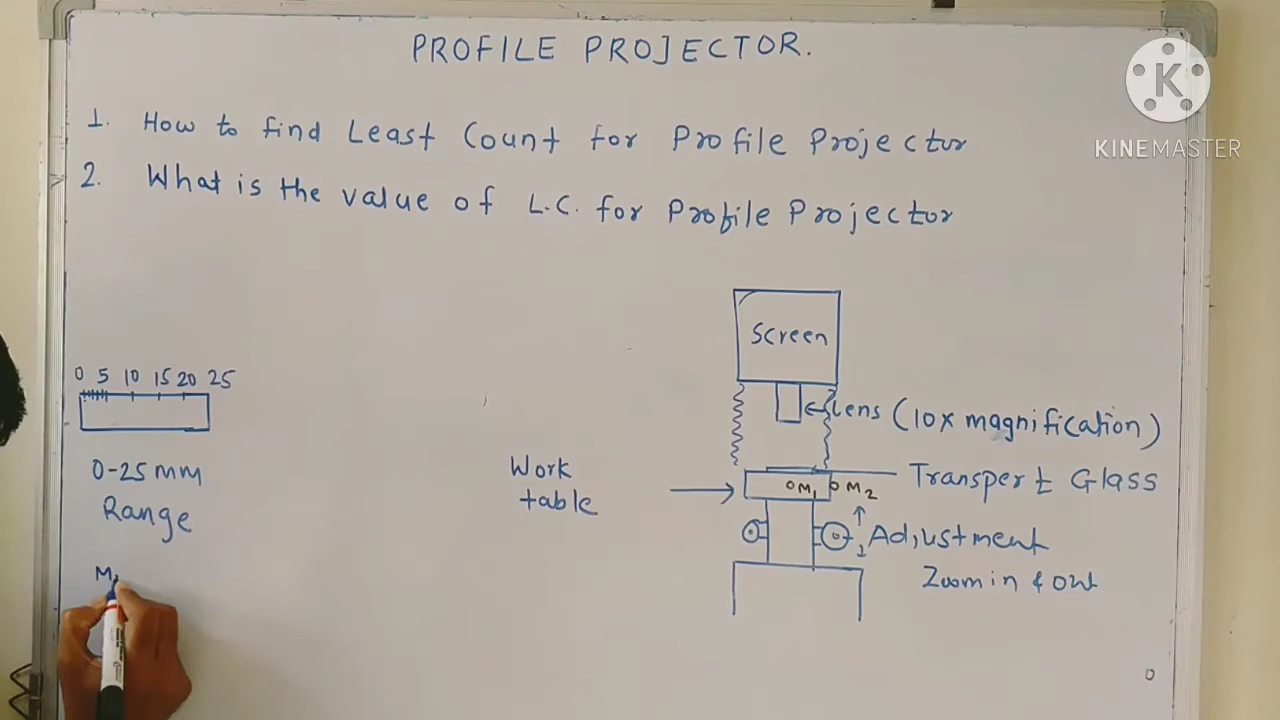 PROFILE PROJECTOR.
K
KINEMASTER
1. How to find Least Count for Profile Projector
2. What is the value of L.C. for Profile Projector
Screen
0 5 10 15 20 25
Lens (10x magnification)
0-25 mm
Range
Work
table
Transpert Glass
M1 M2
Adjustment
Zoom in & out
M